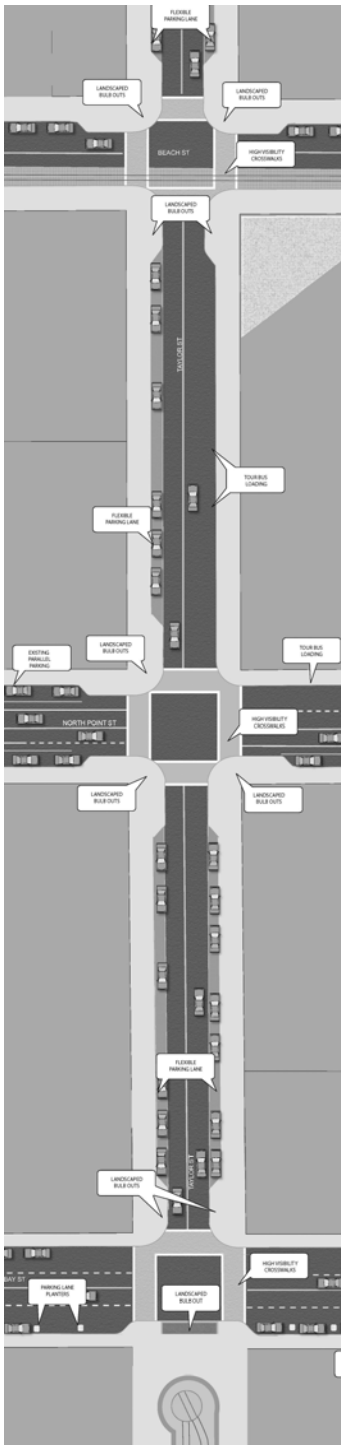 FLEXIBLE
PARKING LANE
LANDSCAPED
BULB OUTS
LANDSCAPED
BULB OUTS
BEACH ST
HIGH VISIBILITY
CROSSWALKS
LANDSCAPED
BULB OUTS
TAYLOR ST
TOUR BUS
LOADING
FLEXIBLE
PARKING LANE
LANDSCAPED
BULB OUTS
EXISTING
PARALLEL
PARKING
TOUR BUS
LOADING
NORTH POINT ST
HIGH VISIBILITY
CROSSWALKS
LANDSCAPED
BULB OUTS
LANDSCAPED
BULB OUTS
FLEXIBLE
PARKING LANE
TAYLOR ST
LANDSCAPED
BULB OUTS
HIGH VISIBILITY
CROSSWALKS
BAY ST
PARKING LANE
PLANTERS
LANDSCAPED
BULB OUT